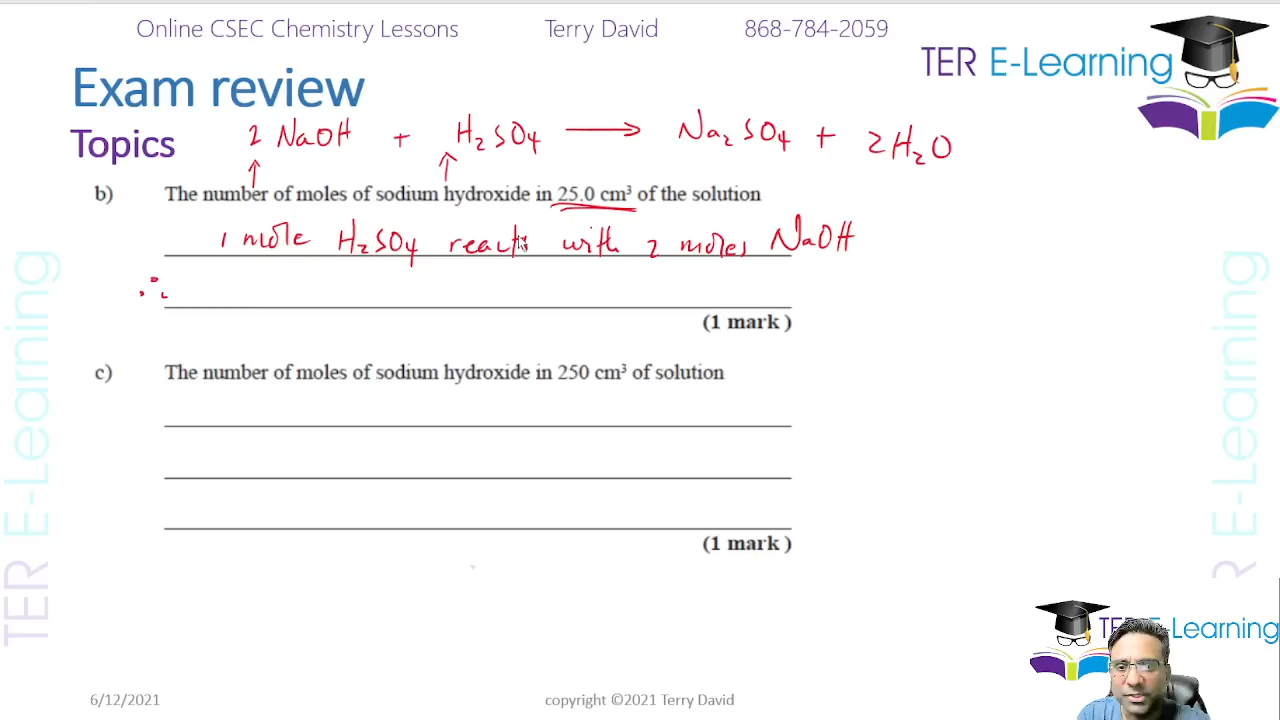 Online CSEC Chemistry Lessons Terry David 868-784-2059
TER E-Learning
Exam review
Topics
2 NaOH + H₂SO₄ → Na₂SO₄ + 2H₂O
b) The number of moles of sodium hydroxide in 25.0 cm³ of the solution
1 mole H₂SO₄ reacts with 2 moles NaOH
∴
(1 mark)
c) The number of moles of sodium hydroxide in 250 cm³ of solution
(1 mark)
TER E-Learning
TER E-Learning
TER E-Learning
6/12/2021 copyright ©2021 Terry David